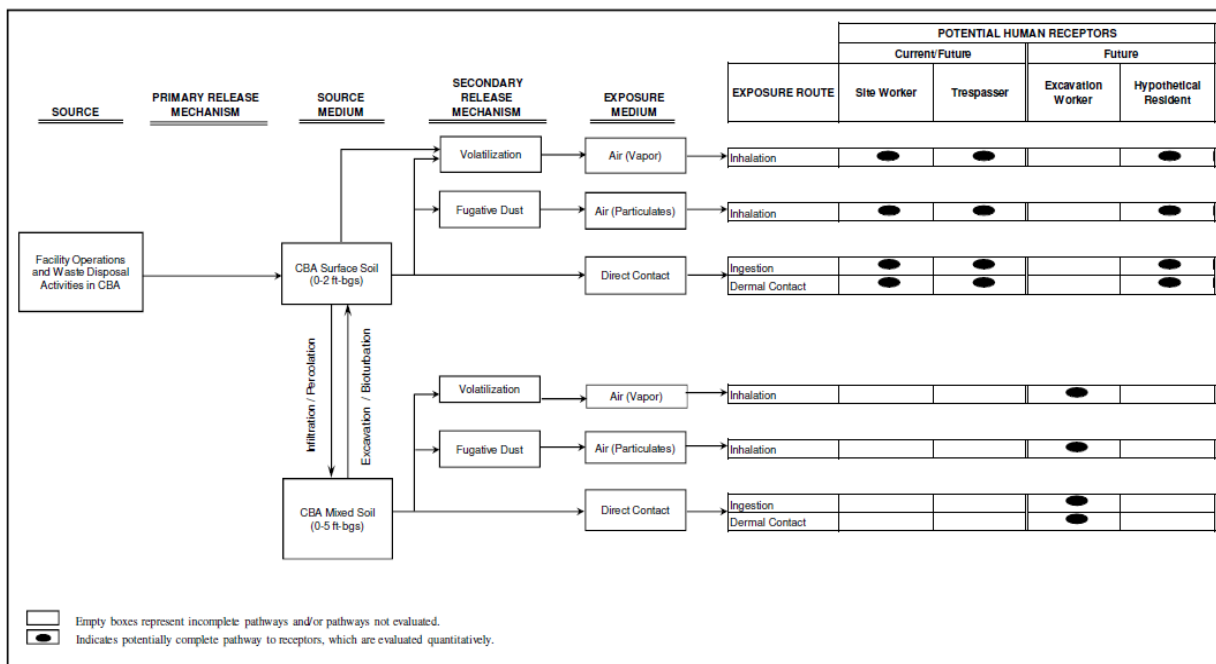 POTENTIAL HUMAN RECEPTORS
Current/Future
Future
SOURCE
PRIMARY RELEASE
MECHANISM
SOURCE
MEDIUM
SECONDARY
RELEASE
MECHANISM
EXPOSURE
MEDIUM
EXPOSURE ROUTE
Site Worker
Trespasser
Excavation
Worker
Hypothetical
Resident
Volatilization
Air (Vapor)
Inhalation
Fugative Dust
Air (Particulates)
Inhalation
Facility Operations
and Waste Disposal
Activities in CBA
CBA Surface Soil
(0-2 ft-bgs)
Direct Contact
Ingestion
Dermal Contact
Infiltration / Percolation
Excavation / Bioturbation
Volatilization
Air (Vapor)
Inhalation
Fugative Dust
Air (Particulates)
Inhalation
CBA Mixed Soil
(0-5 ft-bgs)
Direct Contact
Ingestion
Dermal Contact
Empty boxes represent incomplete pathways and/or pathways not evaluated.
Indicates potentially complete pathway to receptors, which are evaluated quantitatively.